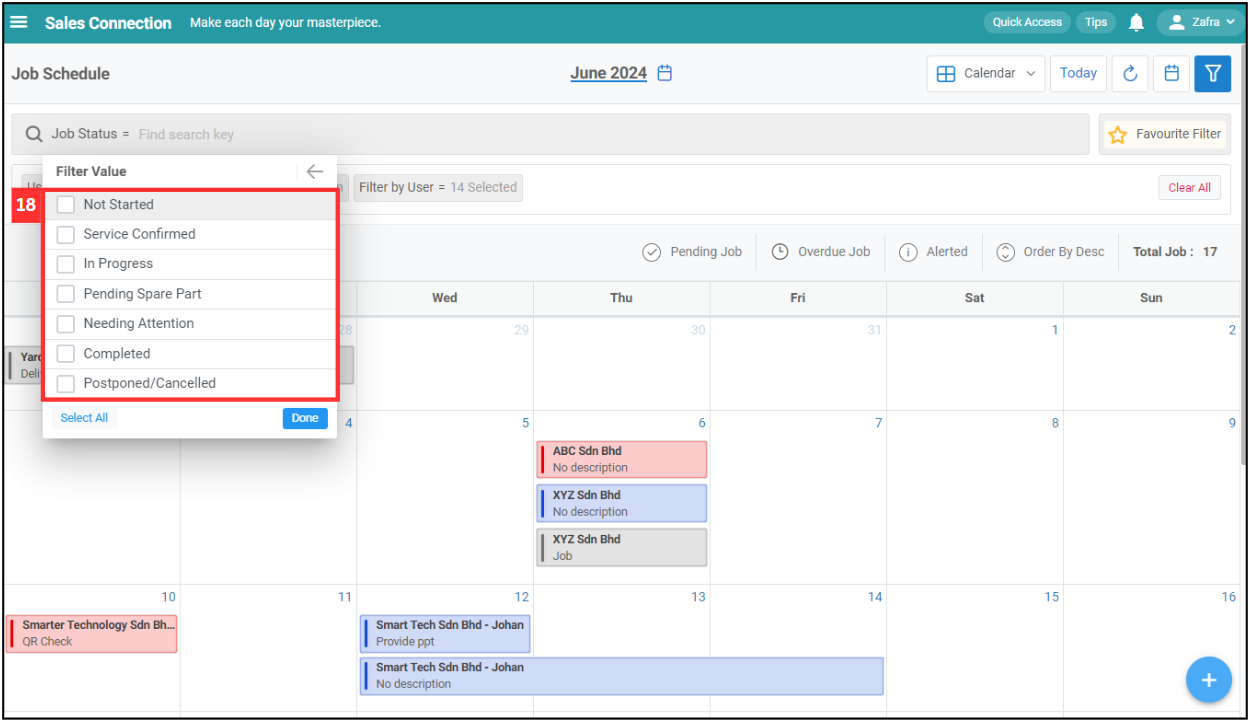 Sales Connection Make each day your masterpiece. Quick Access Tips Zafra
Job Schedule June 2024 Calendar Today
Job Status = Find search key Favourite Filter
Filter Value
Filter by User = 14 Selected Clear All
18
Not Started
Service Confirmed
In Progress
Pending Spare Part
Needing Attention
Completed
Postponed/Cancelled
Select All Done
Pending Job Overdue Job Alerted Order By Desc Total Job : 17
Wed Thu Fri Sat Sun
28 29 30 31 1 2
4 5 6 7 8 9
ABC Sdn Bhd
No description
XYZ Sdn Bhd
No description
XYZ Sdn Bhd
Job
10 11 12 13 14 15 16
Smarter Technology Sdn Bh...
QR Check
Smart Tech Sdn Bhd - Johan
Provide ppt
Smart Tech Sdn Bhd - Johan
No description